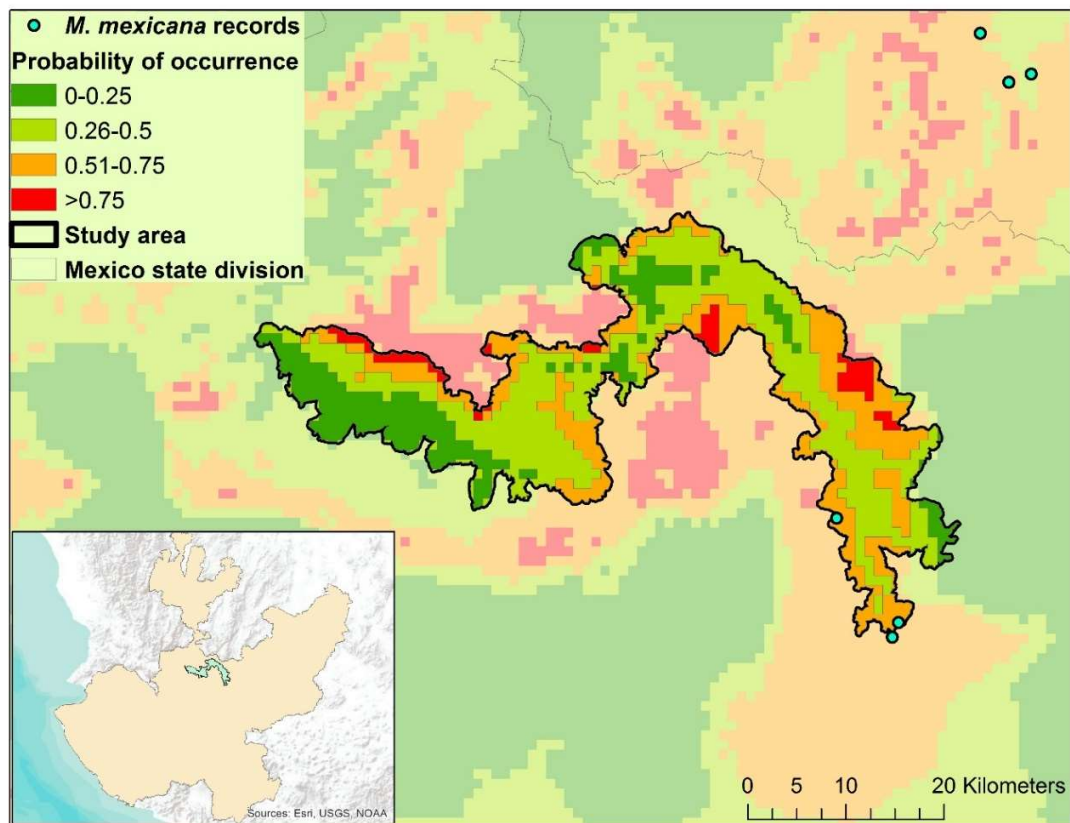 M. mexicana records
Probability of occurrence
0-0.25
0.26-0.5
0.51-0.75
>0.75
Study area
Mexico state division
Sources: Esri, USGS, NOAA
0 5 10 20 Kilometers